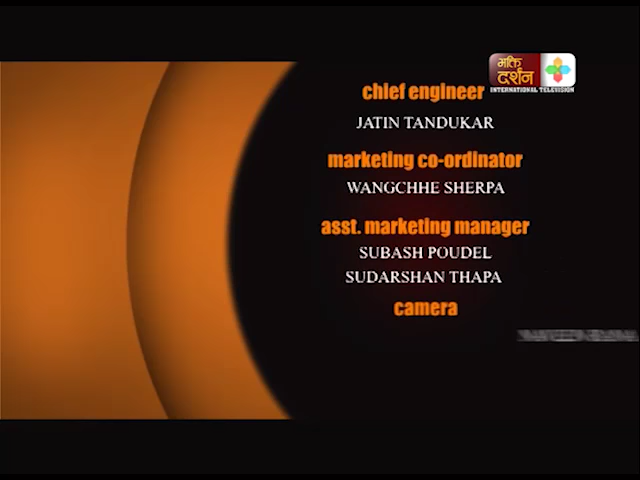 भक्ति
दर्शन
INTERNATIONAL TELEVISION
chief engineer
JATIN TANDUKAR
marketing co-ordinator
WANGCHHE SHERPA
asst. marketing manager
SUBASH POUDEL
SUDARSHAN THAPA
camera